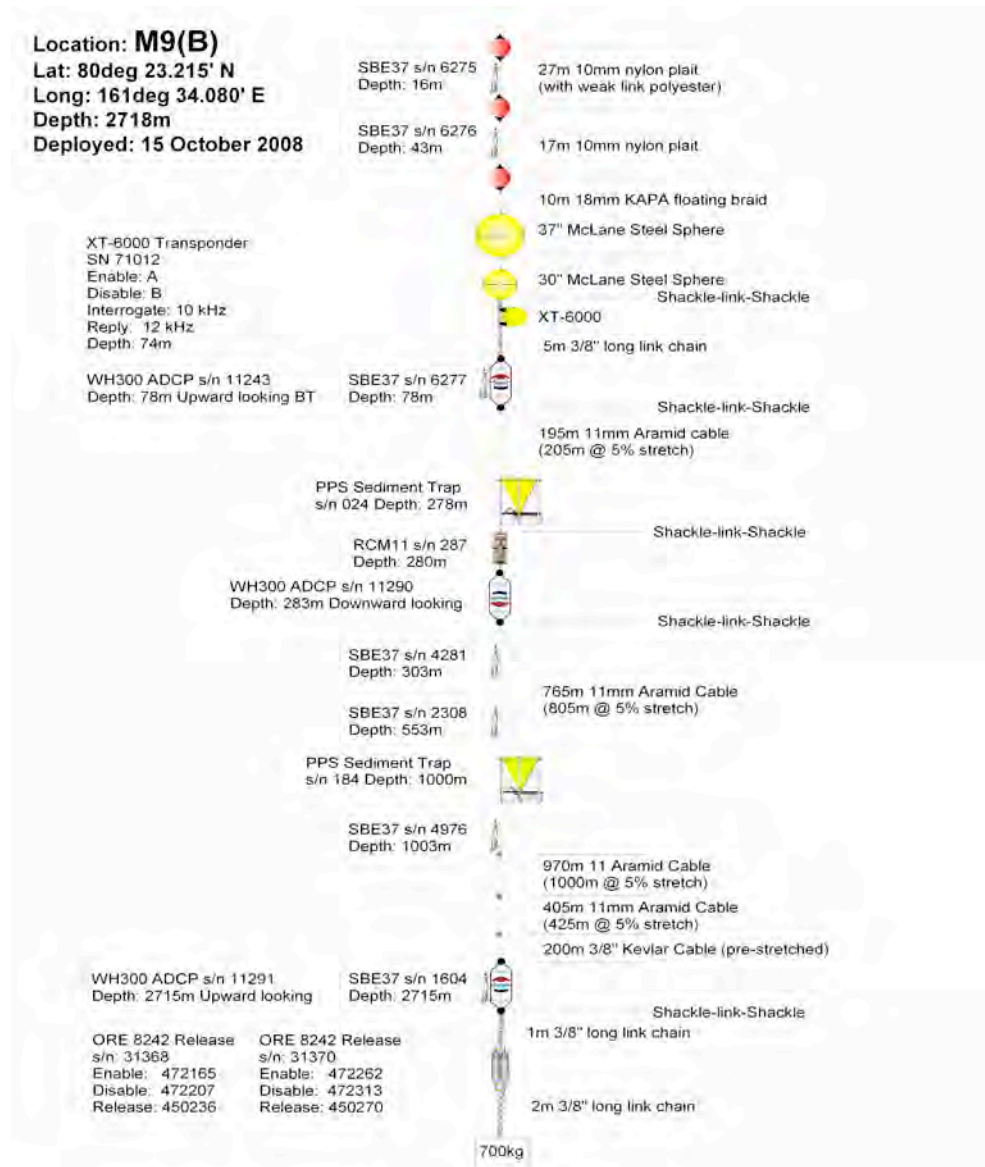 Location: M9(B)
Lat: 80deg 23.215' N
Long: 161deg 34.080' E
Depth: 2718m
Deployed: 15 October 2008
SBE37 s/n 6275
Depth: 16m
27m 10mm nylon plait
(with weak link polyester)
SBE37 s/n 6276
Depth: 43m
17m 10mm nylon plait
10m 18mm KAPA floating braid
37" McLane Steel Sphere
XT-6000 Transponder
SN 71012
Enable: A
Disable: B
Interrogate: 10 kHz
Reply: 12 kHz
Depth: 74m
30" McLane Steel Sphere
Shackle-link-Shackle
XT-6000
5m 3/8" long link chain
WH300 ADCP s/n 11243
Depth: 78m Upward looking BT
SBE37 s/n 6277
Depth: 78m
Shackle-link-Shackle
195m 11mm Aramid cable
(205m @ 5% stretch)
PPS Sediment Trap
s/n 024 Depth: 278m
Shackle-link-Shackle
RCM11 s/n 287
Depth: 280m
WH300 ADCP s/n 11290
Depth: 283m Downward looking
Shackle-link-Shackle
SBE37 s/n 4281
Depth: 303m
765m 11mm Aramid Cable
(805m @ 5% stretch)
SBE37 s/n 2308
Depth: 553m
PPS Sediment Trap
s/n 184 Depth: 1000m
SBE37 s/n 4976
Depth: 1003m
970m 11 Aramid Cable
(1000m @ 5% stretch)
405m 11mm Aramid Cable
(425m @ 5% stretch)
200m 3/8" Kevlar Cable (pre-stretched)
WH300 ADCP s/n 11291
Depth: 2715m Upward looking
SBE37 s/n 1604
Depth: 2715m
Shackle-link-Shackle
1m 3/8" long link chain
ORE 8242 Release
s/n: 31368
Enable: 472165
Disable: 472207
Release: 450236
ORE 8242 Release
s/n: 31370
Enable: 472262
Disable: 472313
Release: 450270
2m 3/8" long link chain
700kg